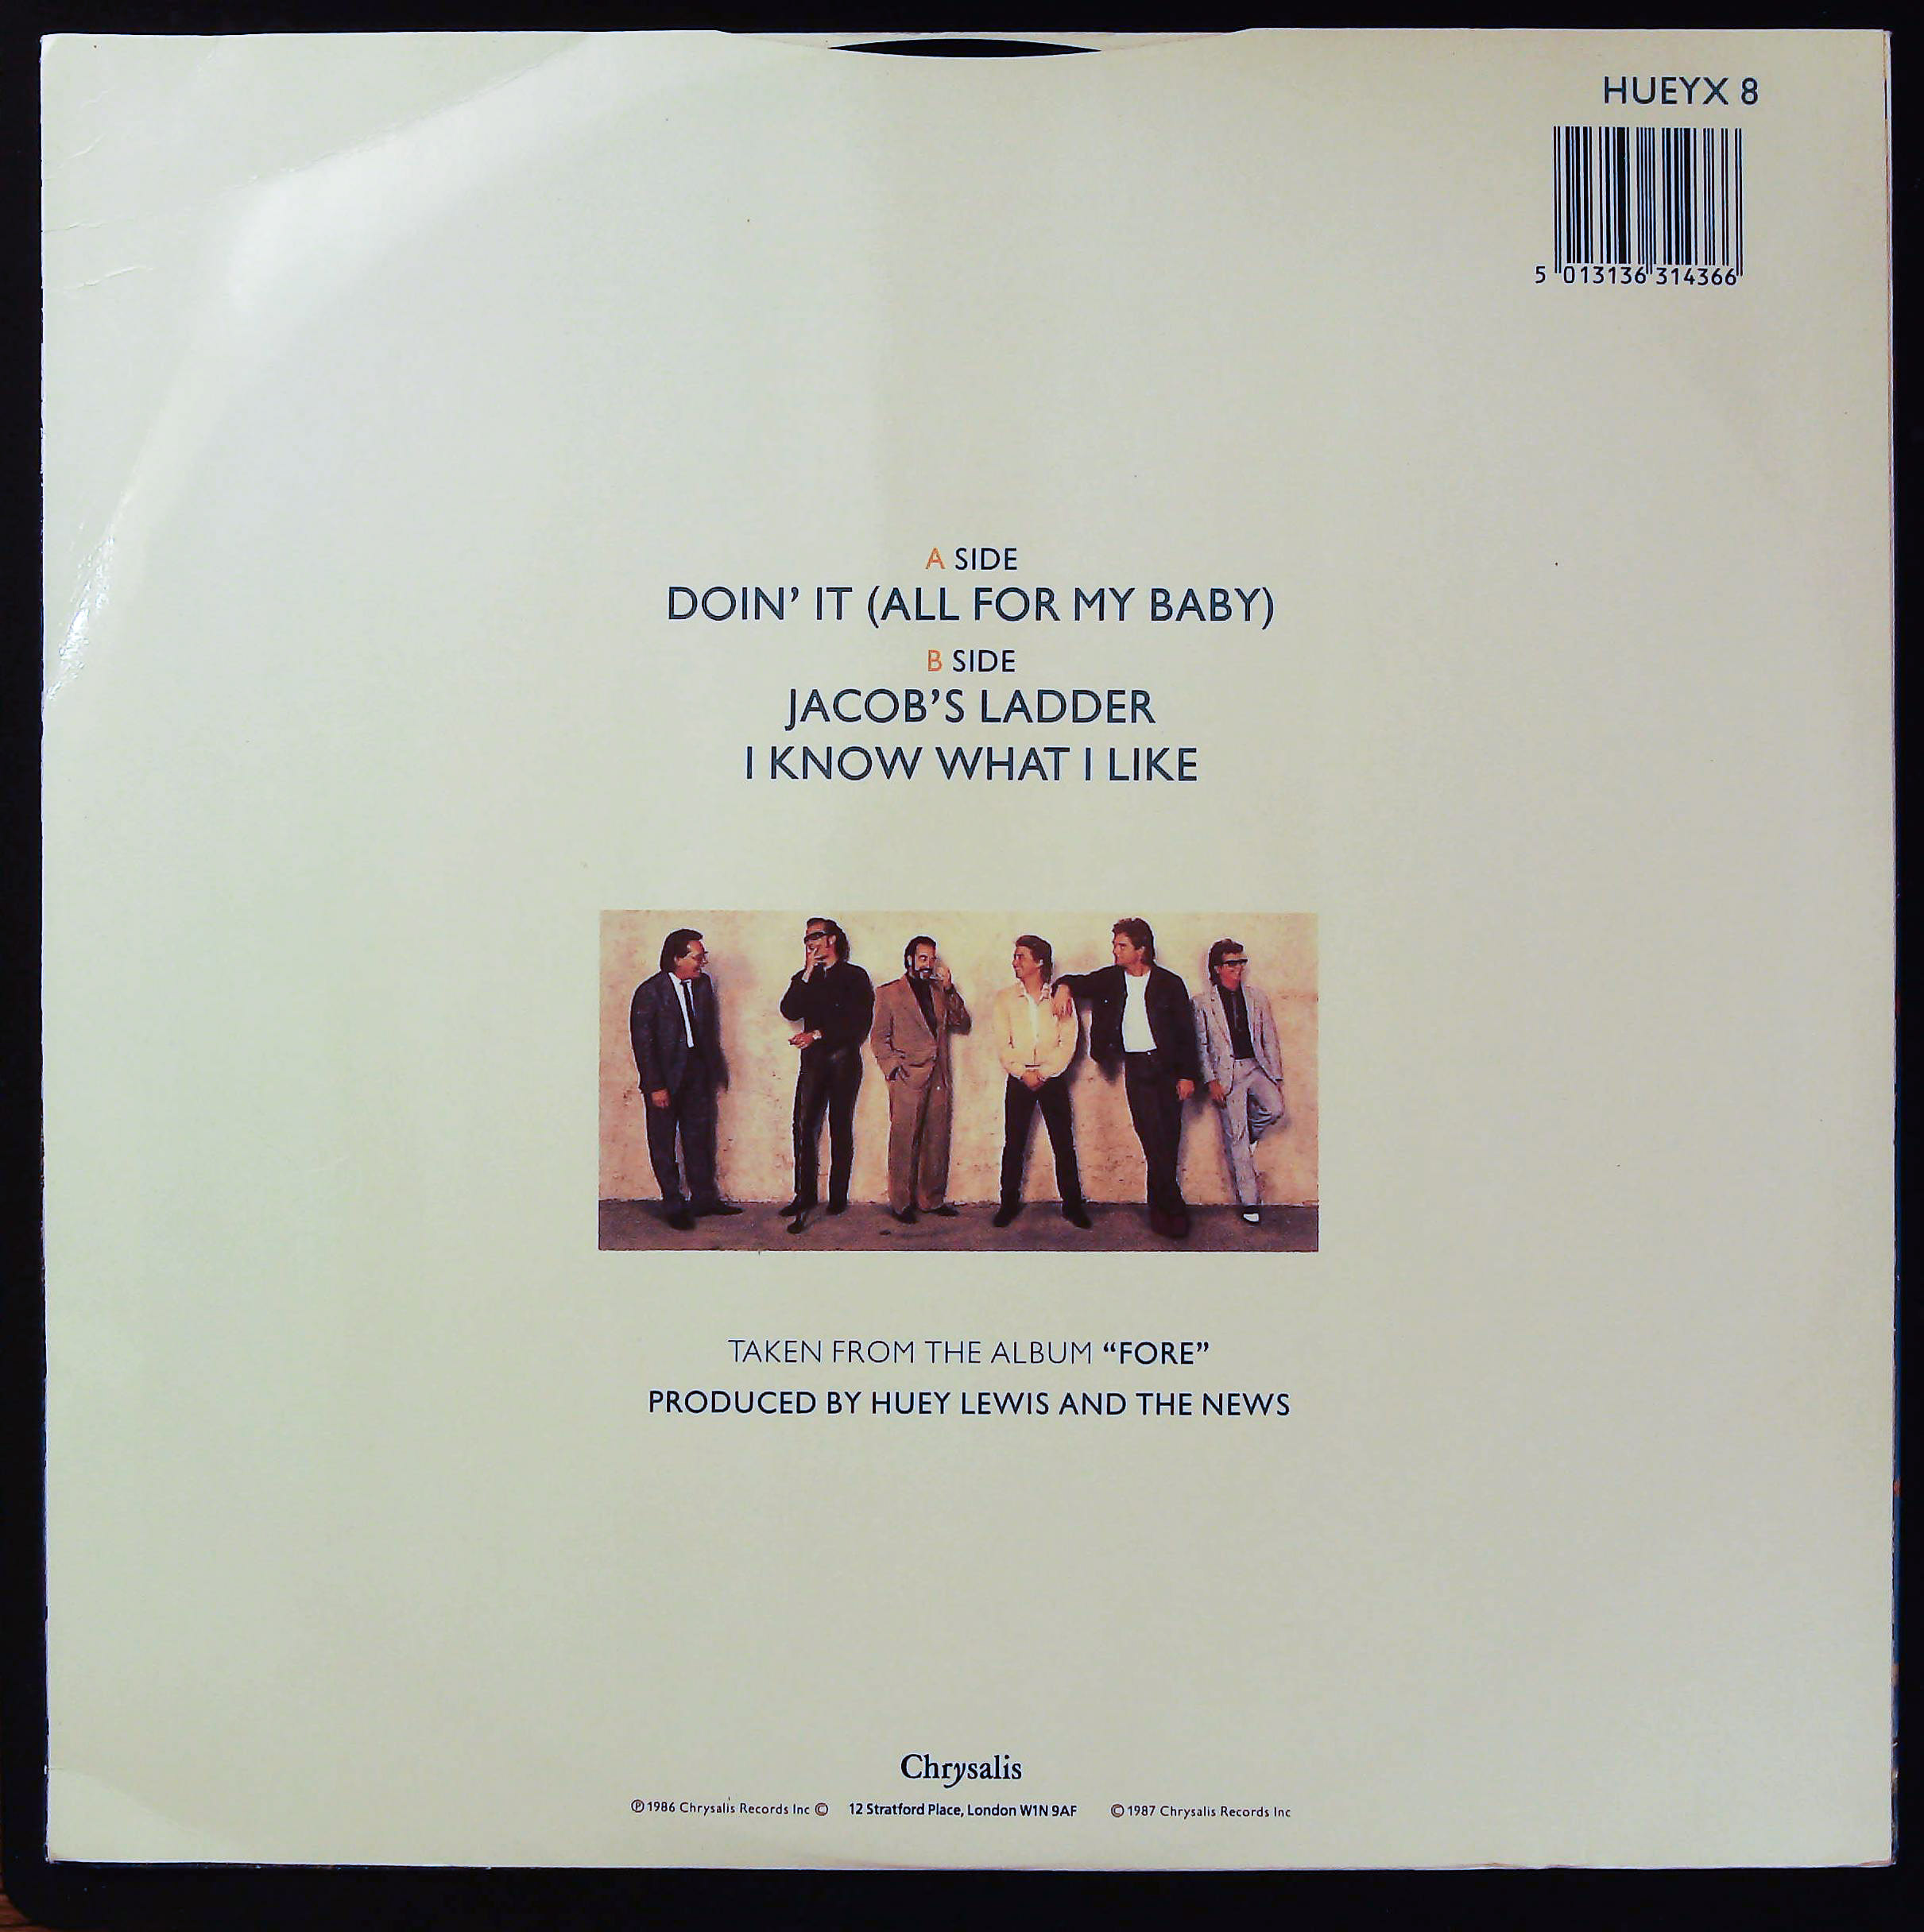 HUEYX 8
5 013136 314366
A SIDE
DOIN’ IT (ALL FOR MY BABY)
B SIDE
JACOB’S LADDER
I KNOW WHAT I LIKE
TAKEN FROM THE ALBUM “FORE”
PRODUCED BY HUEY LEWIS AND THE NEWS
Chrysalis
℗ 1986 Chrysalis Records Inc © 12 Stratford Place, London W1N 9AF © 1987 Chrysalis Records Inc